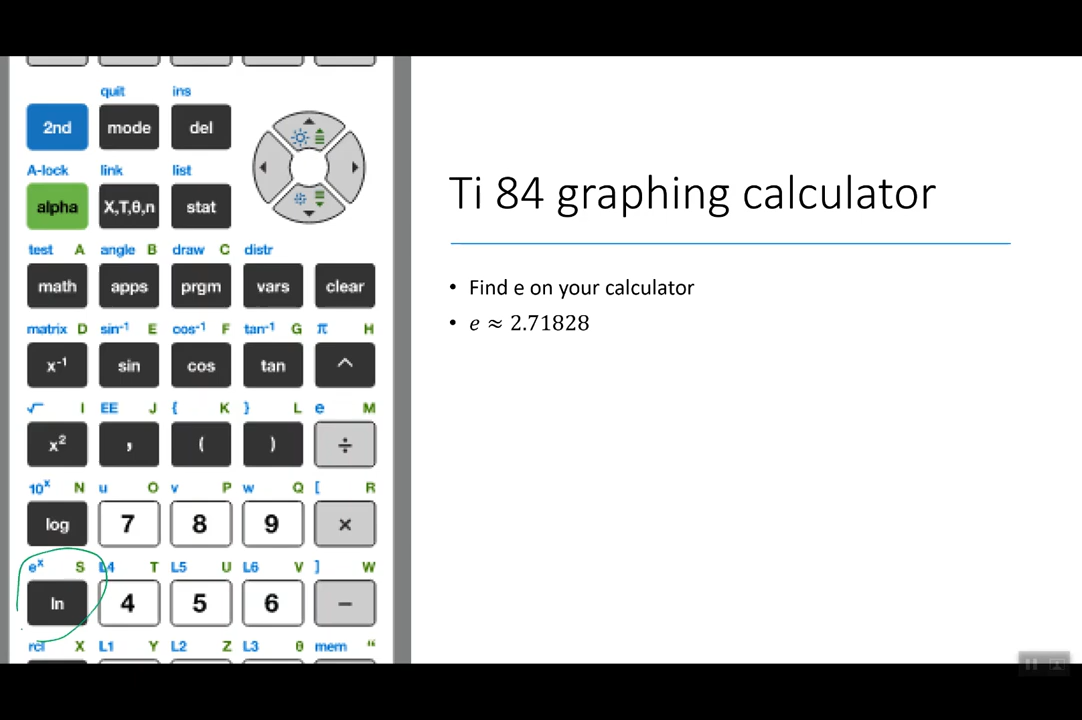 quit ins
2nd mode del
A-lock link list
alpha X,T,θ,n stat
test A angle B draw C distr
math apps prgm vars clear
matrix D sin⁻¹ E cos⁻¹ F tan⁻¹ G π H
x⁻¹ sin cos tan ^
√ I EE J { K } L e M
x² , ( ) ÷
10ˣ N u O v P w Q [ R
log 7 8 9 ×
eˣ S L4 T L5 U L6 V ] W
ln 4 5 6 −
rcl X L1 Y L2 Z L3 θ mem “
Ti 84 graphing calculator
• Find e on your calculator
• e ≈ 2.71828